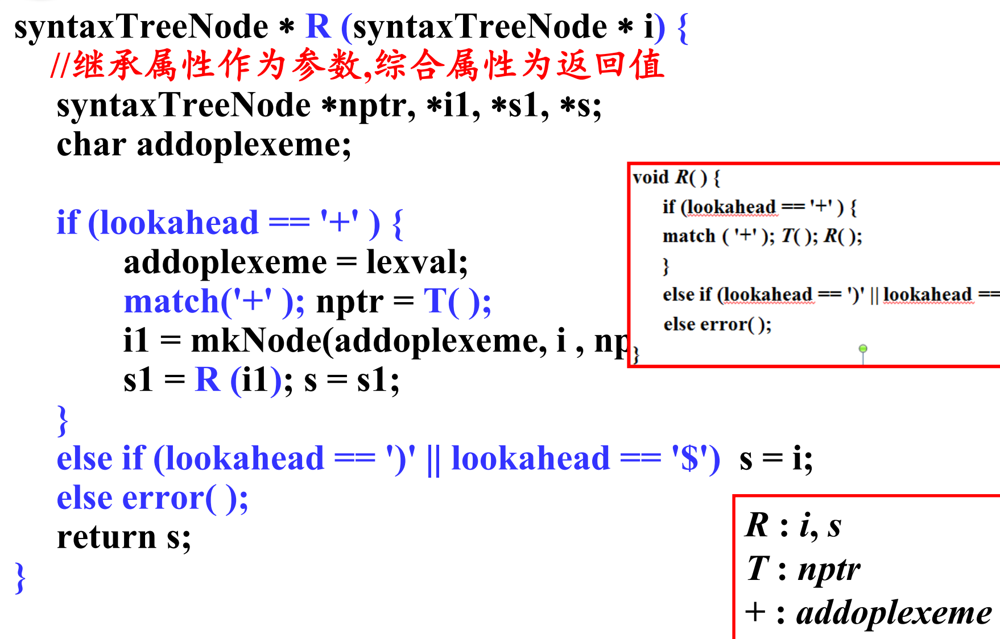 syntaxTreeNode * R (syntaxTreeNode * i) {
//继承属性作为参数,综合属性为返回值
syntaxTreeNode *nptr, *i1, *s1, *s;
char addoplexeme;
if (lookahead == '+' ) {
addoplexeme = lexval;
match('+' ); nptr = T( );
i1 = mkNode(addoplexeme, i , np
s1 = R (i1); s = s1;
}
else if (lookahead == ')' || lookahead == '$') s = i;
else error( );
return s;
}
void R( ) {
if (lookahead == '+' ) {
match ( '+' ); T( ); R( );
}
else if (lookahead == ')' || lookahead ==
else error( );
}
R : i, s
T : nptr
+ : addoplexeme